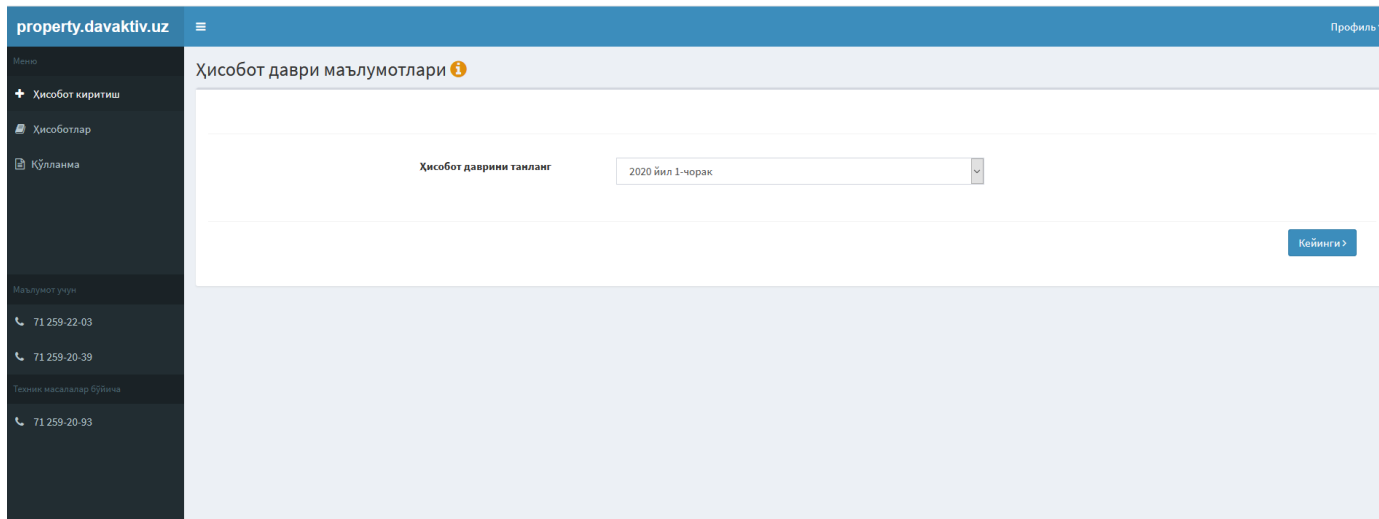 property.davaktiv.uz
Профиль
Меню
Ҳисобот киритиш
Ҳисоботлар
Қўлланма
Маълумот учун
71 259-22-03
71 259-20-39
Техник масалалар бўйича
71 259-20-93
Ҳисобот даври маълумотлари
Ҳисобот даврини танланг
2020 йил 1-чорак
Кейинги >